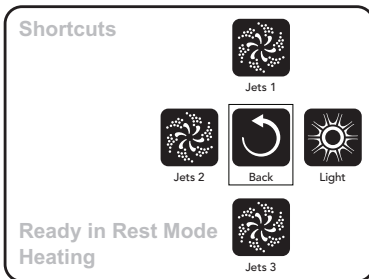 Shortcuts
Jets 1
Jets 2 Back Light
Ready in Rest Mode
Heating
Jets 3